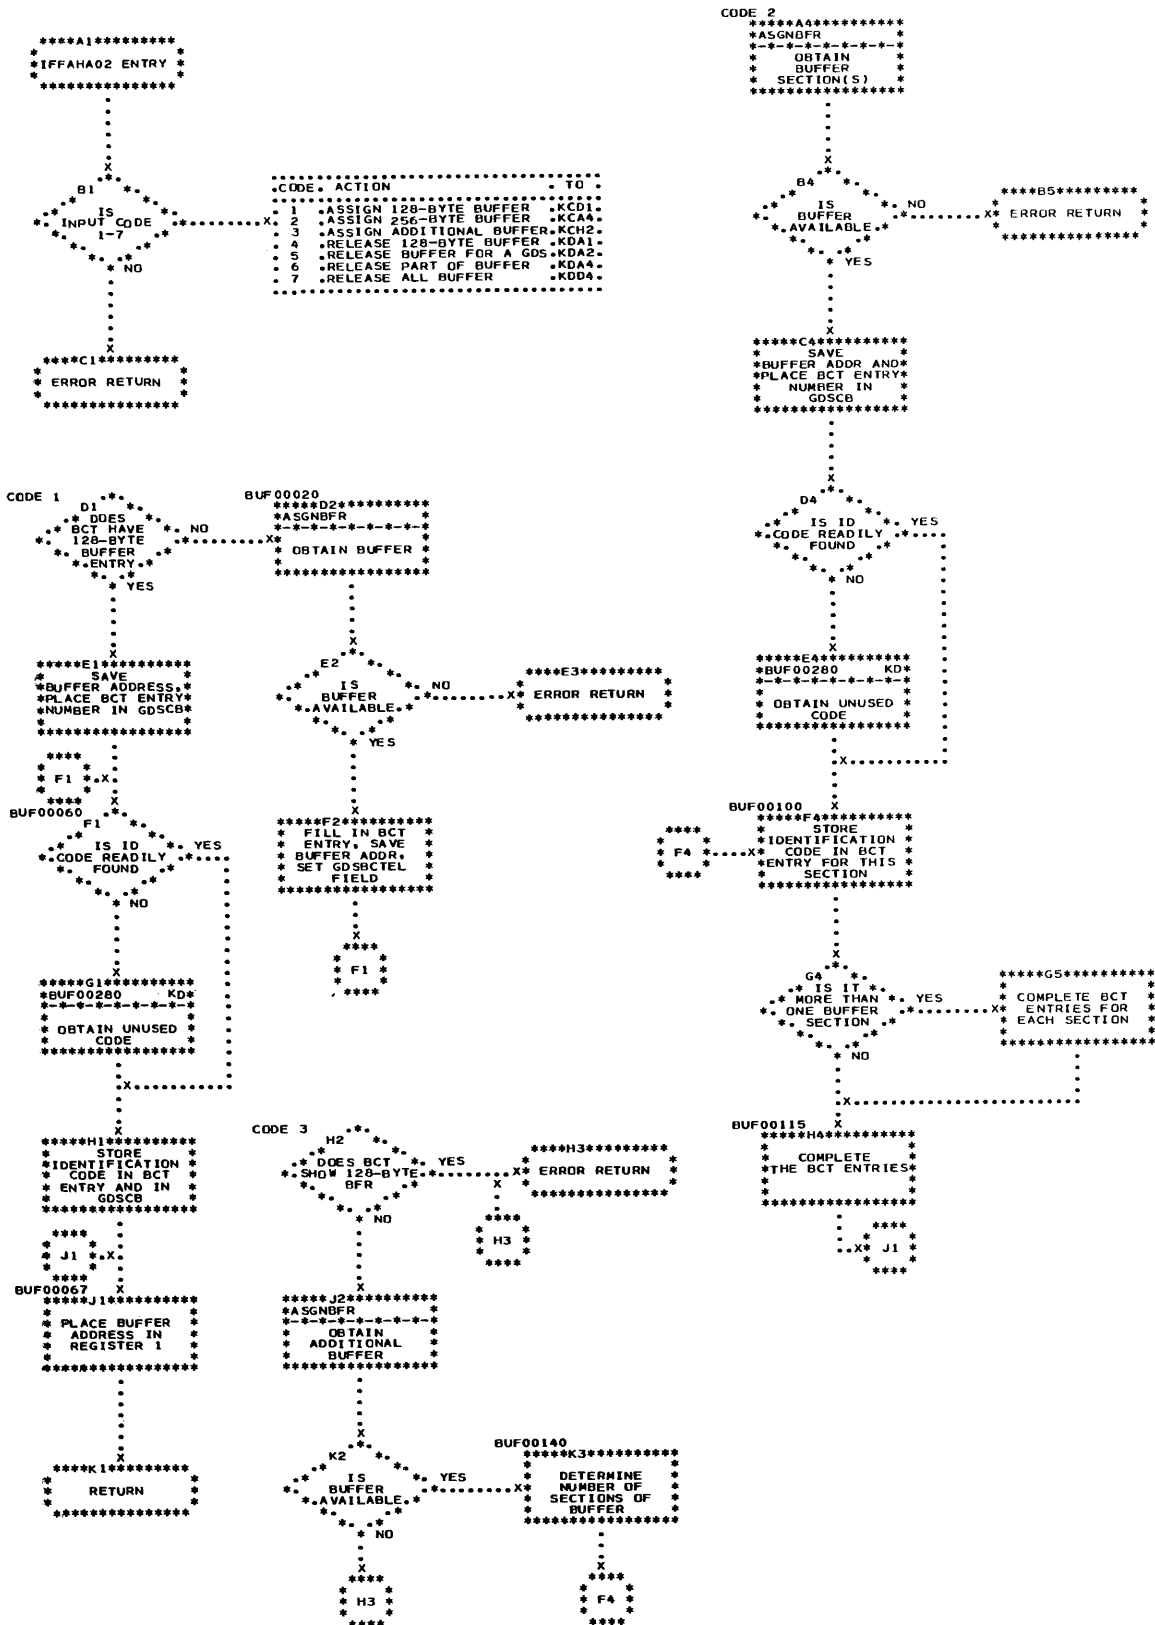 A1
IFFAHA02 ENTRY
B1
IS
INPUT CODE
1-7
NO
CODE. ACTION . TO
1 .ASSIGN 128-BYTE BUFFER .KCD1.
2 .ASSIGN 256-BYTE BUFFER .KCA4.
3 .ASSIGN ADDITIONAL BUFFER.KCH2.
4 .RELEASE 128-BYTE BUFFER .KDA1.
5 .RELEASE BUFFER FOR A GDS.KDA2.
6 .RELEASE PART OF BUFFER .KDA4.
7 .RELEASE ALL BUFFER .KDD4.
C1
ERROR RETURN
CODE 1
D1
DOES
BCT HAVE
128-BYTE
BUFFER
ENTRY
NO
YES
BUF00020
D2
ASGNBFR
OBTAIN BUFFER
E1
SAVE
BUFFER ADDRESS,
PLACE BCT ENTRY
NUMBER IN GDSCB
E2
IS
BUFFER
AVAILABLE
NO
YES
E3
ERROR RETURN
F1
BUF00060
F1
IS ID
CODE READILY
FOUND
YES
NO
F2
FILL IN BCT
ENTRY, SAVE
BUFFER ADDR,
SET GDSBCTEL
FIELD
F1
G1
BUF00280 KD
OBTAIN UNUSED
CODE
H1
STORE
IDENTIFICATION
CODE IN BCT
ENTRY AND IN
GDSCB
J1
BUF00067
J1
PLACE BUFFER
ADDRESS IN
REGISTER 1
K1
RETURN
CODE 3
H2
DOES BCT
SHOW 128-BYTE
BFR
YES
NO
H3
ERROR RETURN
H3
J2
ASGNBFR
OBTAIN
ADDITIONAL
BUFFER
K2
IS
BUFFER
AVAILABLE
YES
NO
BUF00140
K3
DETERMINE
NUMBER OF
SECTIONS OF
BUFFER
H3
F4
CODE 2
A4
ASGNBFR
OBTAIN
BUFFER
SECTION(S)
B4
IS
BUFFER
AVAILABLE
NO
YES
B5
ERROR RETURN
C4
SAVE
BUFFER ADDR AND
PLACE BCT ENTRY
NUMBER IN
GDSCB
D4
IS ID
CODE READILY
FOUND
YES
NO
E4
BUF00280 KD
OBTAIN UNUSED
CODE
BUF00100
F4
F4
STORE
IDENTIFICATION
CODE IN BCT
ENTRY FOR THIS
SECTION
G4
IS IT
MORE THAN
ONE BUFFER
SECTION
YES
NO
G5
COMPLETE BCT
ENTRIES FOR
EACH SECTION
BUF00115
H4
COMPLETE
THE BCT ENTRIES
J1